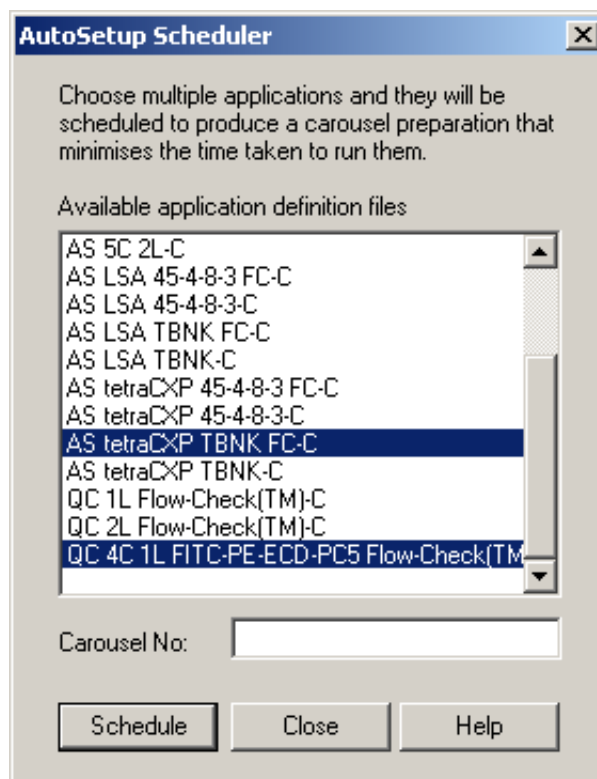 AutoSetup Scheduler
Choose multiple applications and they will be
scheduled to produce a carousel preparation that
minimises the time taken to run them.
Available application definition files
AS 5C 2L-C
AS LSA 45-4-8-3 FC-C
AS LSA 45-4-8-3-C
AS LSA TBNK FC-C
AS LSA TBNK-C
AS tetraCXP 45-4-8-3 FC-C
AS tetraCXP 45-4-8-3-C
AS tetraCXP TBNK FC-C
AS tetraCXP TBNK-C
QC 1L Flow-Check(TM)-C
QC 2L Flow-Check(TM)-C
QC 4C 1L FITC-PE-ECD-PC5 Flow-Check(TM
Carousel No:
Schedule Close Help